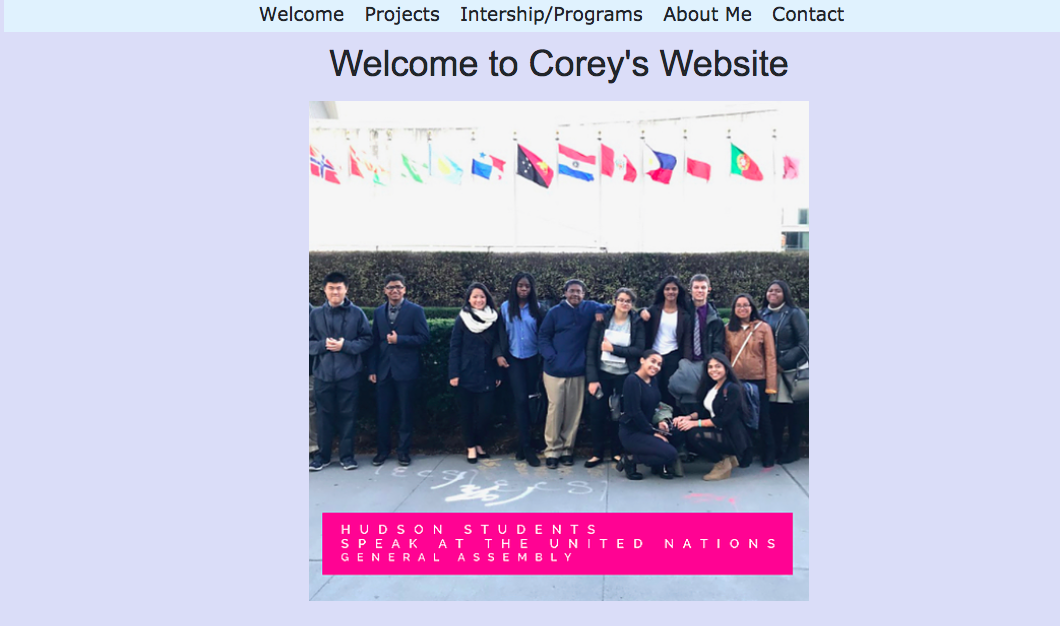 Welcome Projects Intership/Programs About Me Contact
Welcome to Corey's Website
HUDSON STUDENTS
SPEAK AT THE UNITED NATIONS
GENERAL ASSEMBLY